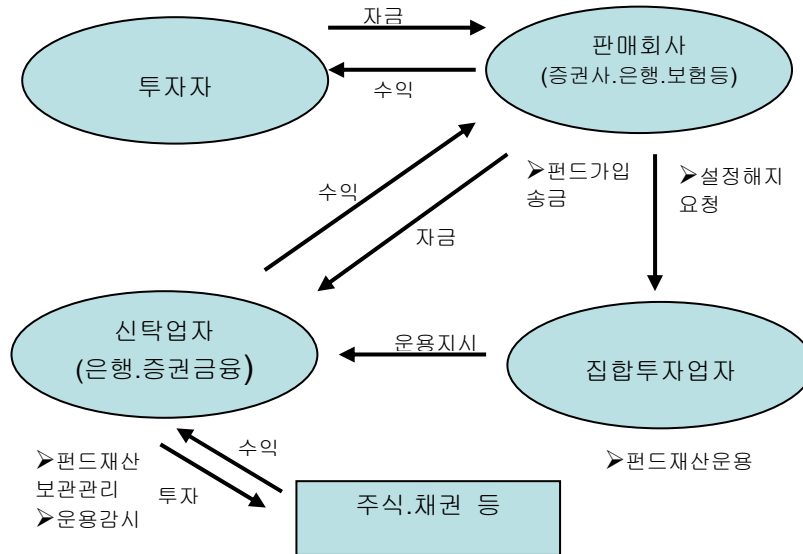 자금
투자자
판매회사
(증권사.은행.보험등)
수익
수익
➢펀드가입
송금
➢설정해지
요청
자금
신탁업자
(은행.증권금융)
운용지시
집합투자업자
➢펀드재산
보관관리
➢운용감시
수익
투자
➢펀드재산운용
주식.채권 등